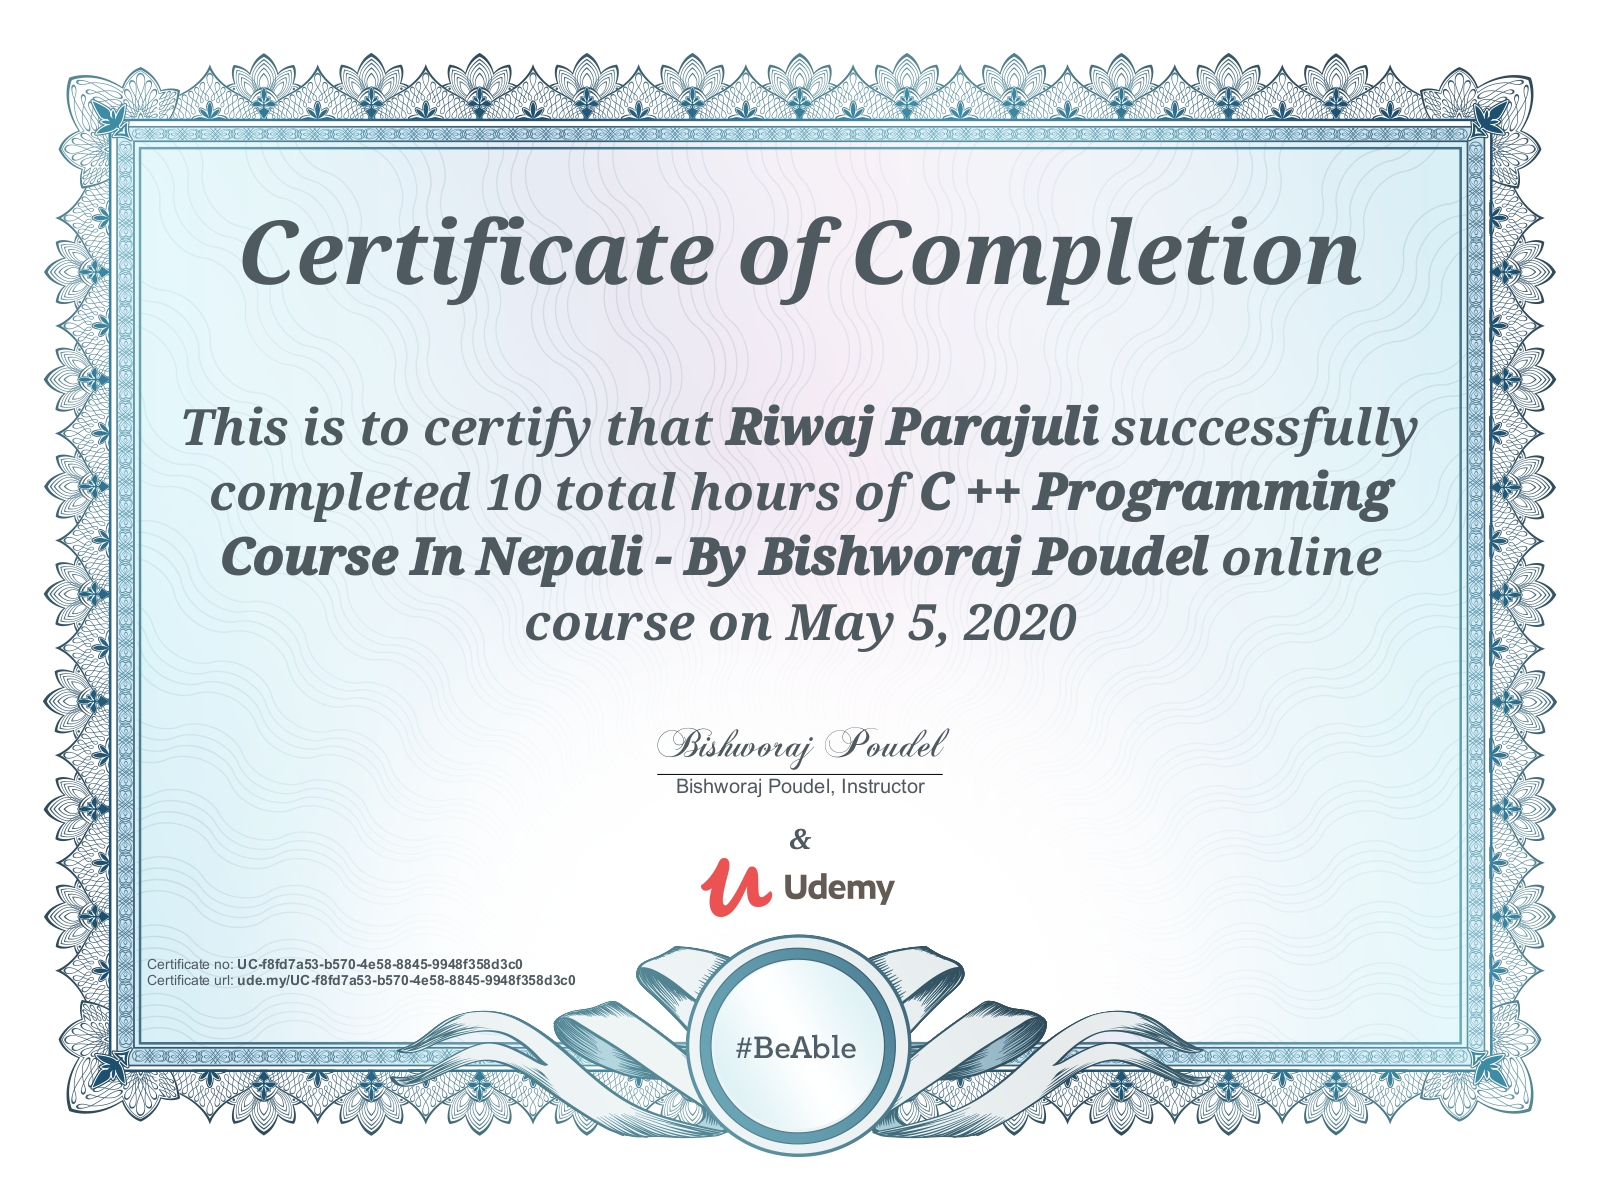 Certificate of Completion
This is to certify that Riwaj Parajuli successfully
completed 10 total hours of C ++ Programming
Course In Nepali - By Bishworaj Poudel online
course on May 5, 2020
Bishworaj Poudel
Bishworaj Poudel, Instructor
&
Udemy
Certificate no: UC-f8fd7a53-b570-4e58-8845-9948f358d3c0
Certificate url: ude.my/UC-f8fd7a53-b570-4e58-8845-9948f358d3c0
#BeAble